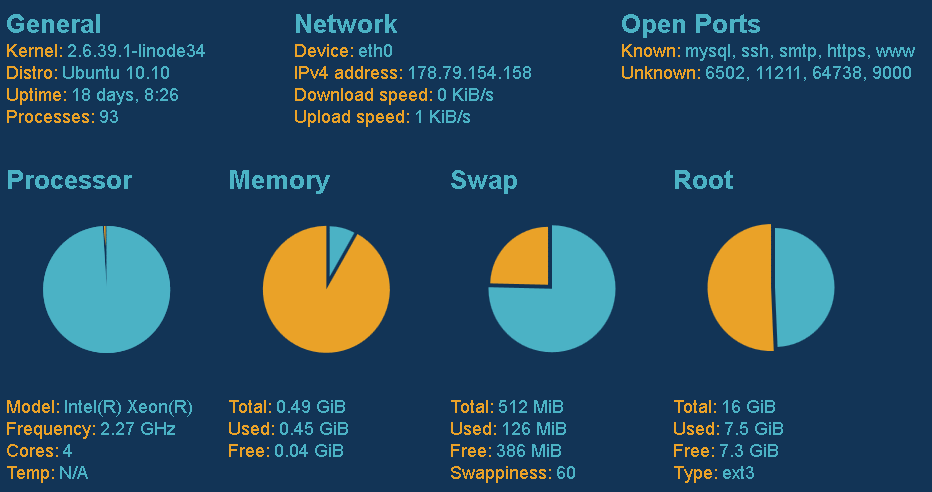 General
Kernel: 2.6.39.1-linode34
Distro: Ubuntu 10.10
Uptime: 18 days, 8:26
Processes: 93
Network
Device: eth0
IPv4 address: 178.79.154.158
Download speed: 0 KiB/s
Upload speed: 1 KiB/s
Open Ports
Known: mysql, ssh, smtp, https, www
Unknown: 6502, 11211, 64738, 9000
Processor
Model: Intel(R) Xeon(R)
Frequency: 2.27 GHz
Cores: 4
Temp: N/A
Memory
Total: 0.49 GiB
Used: 0.45 GiB
Free: 0.04 GiB
Swap
Total: 512 MiB
Used: 126 MiB
Free: 386 MiB
Swappiness: 60
Root
Total: 16 GiB
Used: 7.5 GiB
Free: 7.3 GiB
Type: ext3